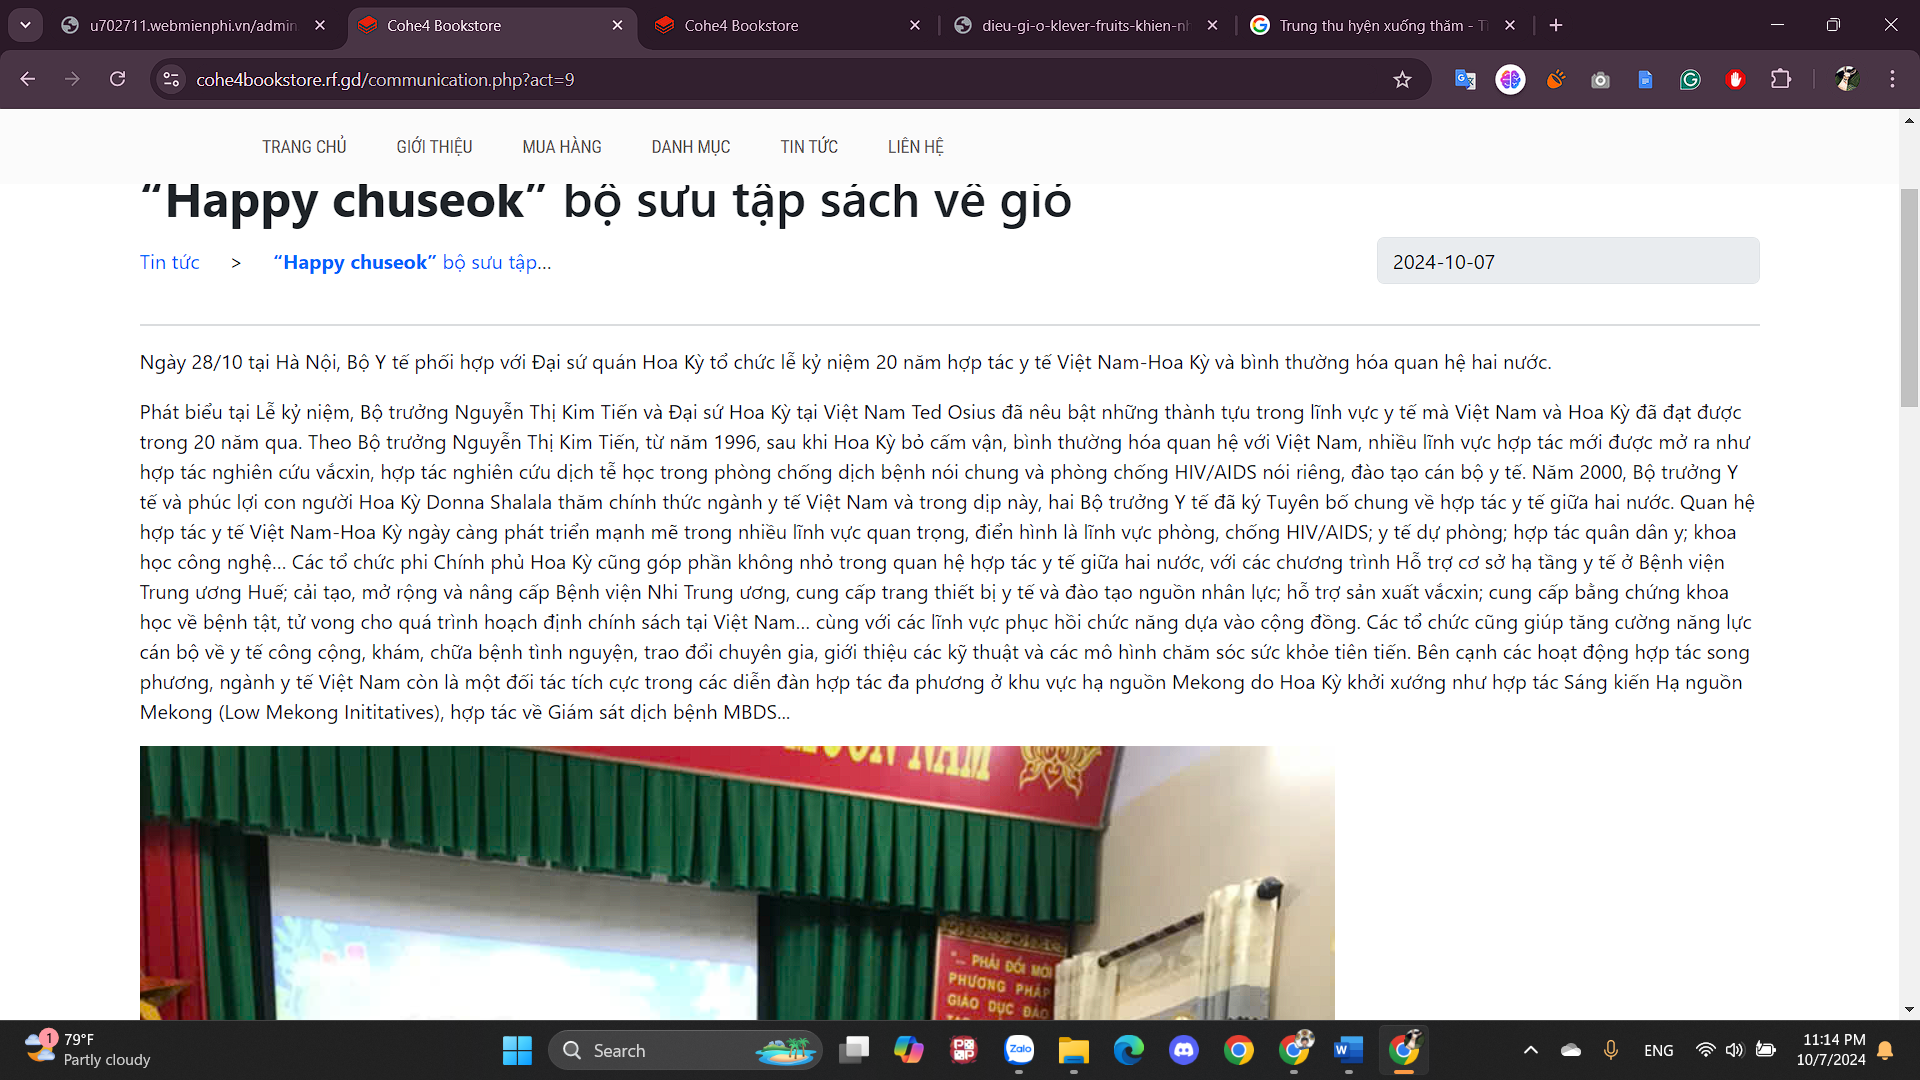 u702711.webmienphi.vn/admin
Cohe4 Bookstore
Cohe4 Bookstore
dieu-gi-o-klever-fruits-khien-nh
Trung thu hyện xuống thăm - Tì
cohe4bookstore.rf.gd/communication.php?act=9
TRANG CHỦ
GIỚI THIỆU
MUA HÀNG
DANH MỤC
TIN TỨC
LIÊN HỆ
“Happy chuseok” bộ sưu tập sách về gió
Tin tức > “Happy chuseok” bộ sưu tập...
2024-10-07
Ngày 28/10 tại Hà Nội, Bộ Y tế phối hợp với Đại sứ quán Hoa Kỳ tổ chức lễ kỷ niệm 20 năm hợp tác y tế Việt Nam-Hoa Kỳ và bình thường hóa quan hệ hai nước.
Phát biểu tại Lễ kỷ niệm, Bộ trưởng Nguyễn Thị Kim Tiến và Đại sứ Hoa Kỳ tại Việt Nam Ted Osius đã nêu bật những thành tựu trong lĩnh vực y tế mà Việt Nam và Hoa Kỳ đã đạt được
trong 20 năm qua. Theo Bộ trưởng Nguyễn Thị Kim Tiến, từ năm 1996, sau khi Hoa Kỳ bỏ cấm vận, bình thường hóa quan hệ với Việt Nam, nhiều lĩnh vực hợp tác mới được mở ra như
hợp tác nghiên cứu vắcxin, hợp tác nghiên cứu dịch tễ học trong phòng chống dịch bệnh nói chung và phòng chống HIV/AIDS nói riêng, đào tạo cán bộ y tế. Năm 2000, Bộ trưởng Y
tế và phúc lợi con người Hoa Kỳ Donna Shalala thăm chính thức ngành y tế Việt Nam và trong dịp này, hai Bộ trưởng Y tế đã ký Tuyên bố chung về hợp tác y tế giữa hai nước. Quan hệ
hợp tác y tế Việt Nam-Hoa Kỳ ngày càng phát triển mạnh mẽ trong nhiều lĩnh vực quan trọng, điển hình là lĩnh vực phòng, chống HIV/AIDS; y tế dự phòng; hợp tác quân dân y; khoa
học công nghệ... Các tổ chức phi Chính phủ Hoa Kỳ cũng góp phần không nhỏ trong quan hệ hợp tác y tế giữa hai nước, với các chương trình Hỗ trợ cơ sở hạ tầng y tế ở Bệnh viện
Trung ương Huế; cải tạo, mở rộng và nâng cấp Bệnh viện Nhi Trung ương, cung cấp trang thiết bị y tế và đào tạo nguồn nhân lực; hỗ trợ sản xuất vắcxin; cung cấp bằng chứng khoa
học về bệnh tật, tử vong cho quá trình hoạch định chính sách tại Việt Nam... cùng với các lĩnh vực phục hồi chức năng dựa vào cộng đồng. Các tổ chức cũng giúp tăng cường năng lực
cán bộ về y tế công cộng, khám, chữa bệnh tình nguyện, trao đổi chuyên gia, giới thiệu các kỹ thuật và các mô hình chăm sóc sức khỏe tiên tiến. Bên cạnh các hoạt động hợp tác song
phương, ngành y tế Việt Nam còn là một đối tác tích cực trong các diễn đàn hợp tác đa phương ở khu vực hạ nguồn Mekong do Hoa Kỳ khởi xướng như hợp tác Sáng kiến Hạ nguồn
Mekong (Low Mekong Inititatives), hợp tác về Giám sát dịch bệnh MBDS...
NĂM
"... PHẢI ĐỔI MỚI
PHƯƠNG PHÁP
GIÁO DỤC ĐÀO
1
79°F
Partly cloudy
Search
Zalo
ENG
11:14 PM
10/7/2024